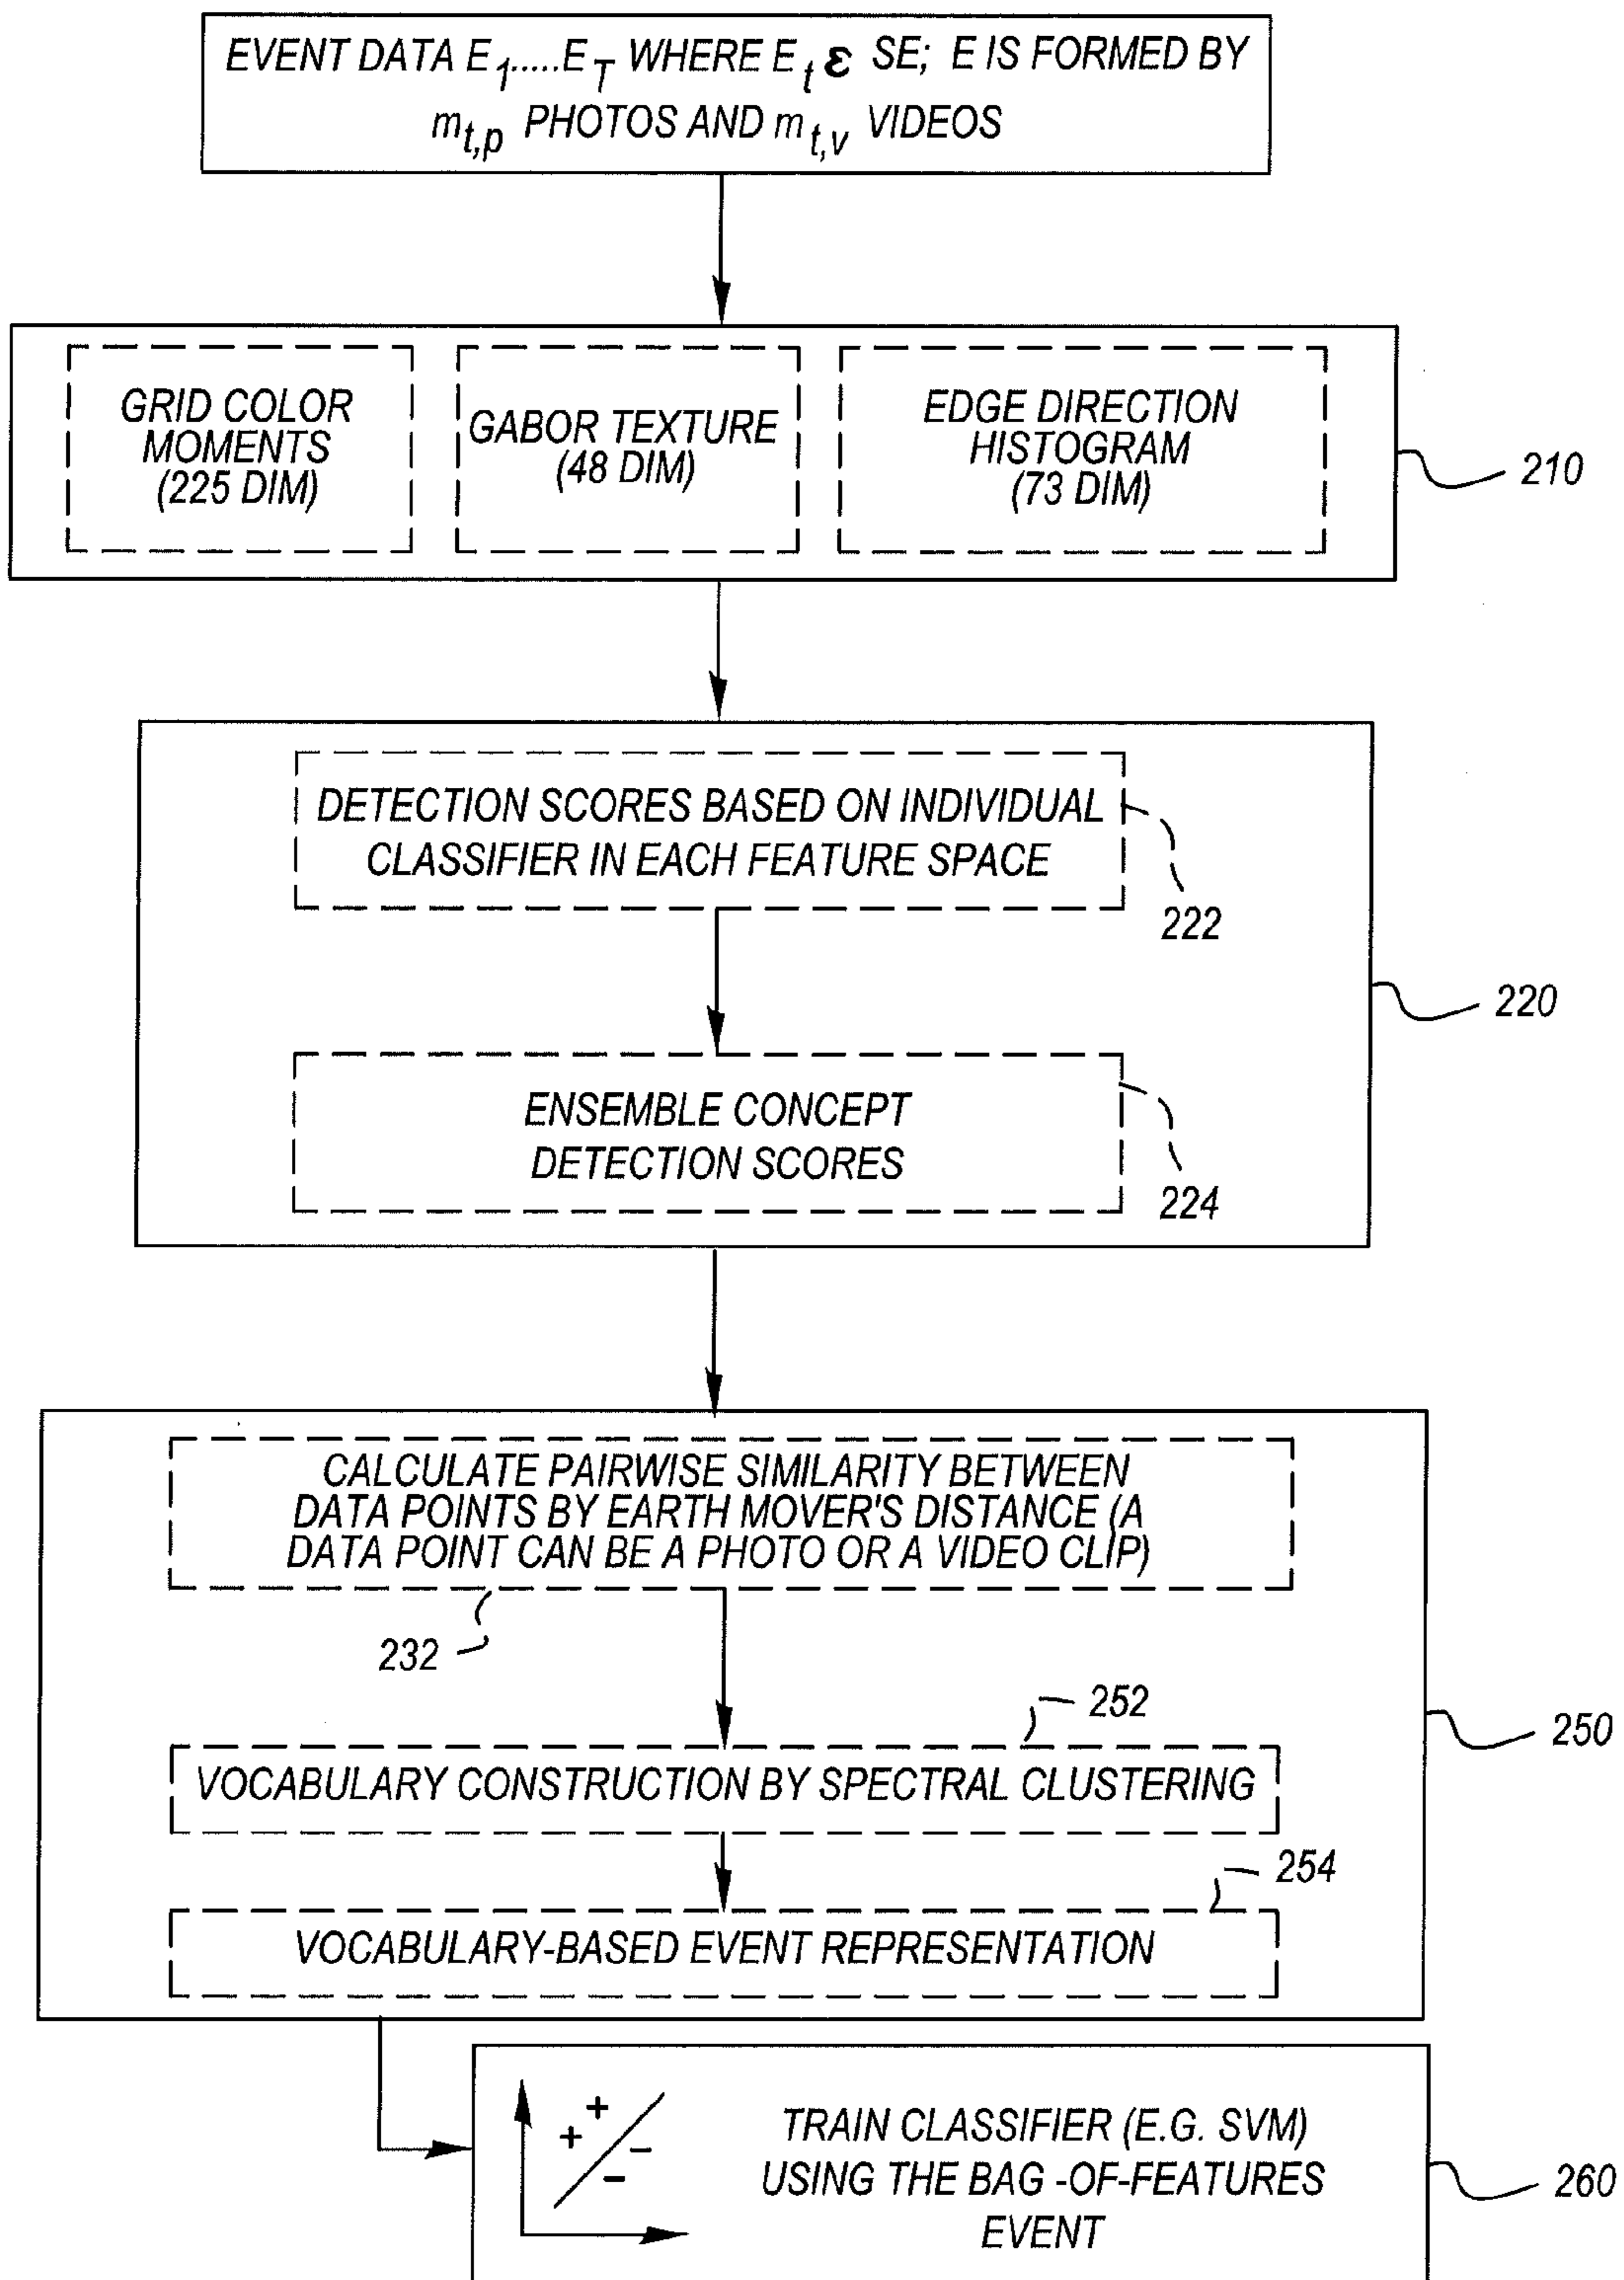 EVENT DATA E1.....ET WHERE Et ε SE; E IS FORMED BY
mt,p PHOTOS AND mt,v VIDEOS
GRID COLOR
MOMENTS
(225 DIM)
GABOR TEXTURE
(48 DIM)
EDGE DIRECTION
HISTOGRAM
(73 DIM)
210
DETECTION SCORES BASED ON INDIVIDUAL
CLASSIFIER IN EACH FEATURE SPACE
222
220
ENSEMBLE CONCEPT
DETECTION SCORES
224
CALCULATE PAIRWISE SIMILARITY BETWEEN
DATA POINTS BY EARTH MOVER'S DISTANCE (A
DATA POINT CAN BE A PHOTO OR A VIDEO CLIP)
232
252
250
VOCABULARY CONSTRUCTION BY SPECTRAL CLUSTERING
254
VOCABULARY-BASED EVENT REPRESENTATION
+ +
- -
TRAIN CLASSIFIER (E.G. SVM)
USING THE BAG -OF-FEATURES
EVENT
260